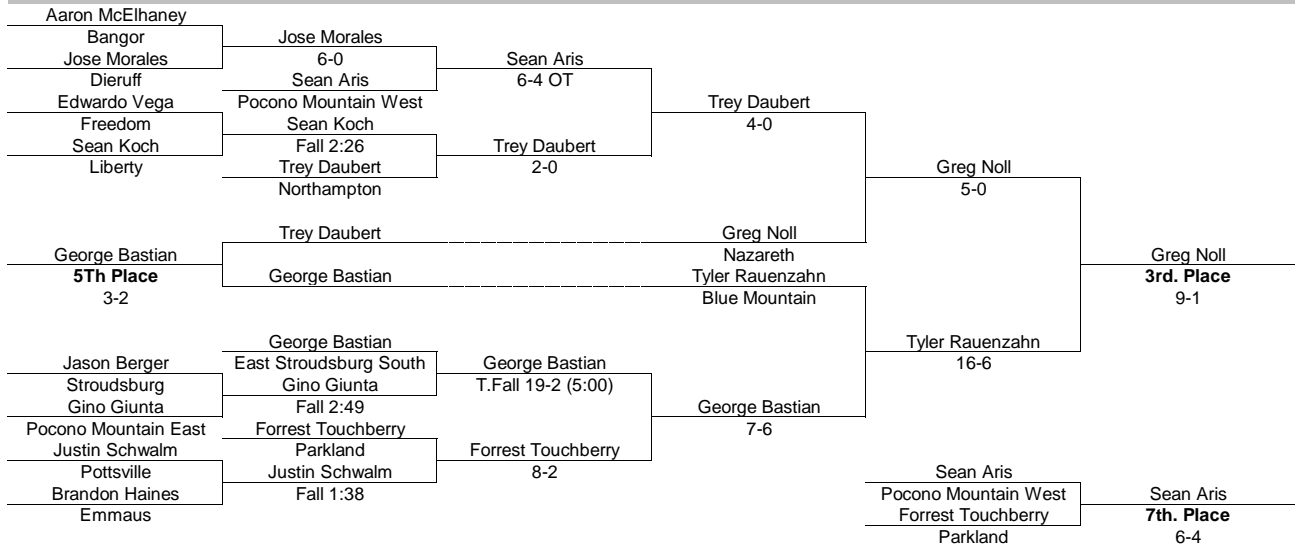 Aaron McElhaney
Bangor
Jose Morales
Dieruff
Edwardo Vega
Freedom
Sean Koch
Liberty
Jose Morales
6-0
Sean Aris
Pocono Mountain West
Sean Koch
Fall 2:26
Trey Daubert
Northampton
Sean Aris
6-4 OT
Trey Daubert
2-0
Trey Daubert
4-0
Greg Noll
5-0
George Bastian
5Th Place
3-2
Trey Daubert
George Bastian
Greg Noll
Nazareth
Tyler Rauenzahn
Blue Mountain
Greg Noll
3rd. Place
9-1
Jason Berger
Stroudsburg
Gino Giunta
Pocono Mountain East
Justin Schwalm
Pottsville
Brandon Haines
Emmaus
George Bastian
East Stroudsburg South
Gino Giunta
Fall 2:49
Forrest Touchberry
Parkland
Justin Schwalm
Fall 1:38
George Bastian
T.Fall 19-2 (5:00)
Forrest Touchberry
8-2
George Bastian
7-6
Tyler Rauenzahn
16-6
Sean Aris
Pocono Mountain West
Forrest Touchberry
Parkland
Sean Aris
7th. Place
6-4